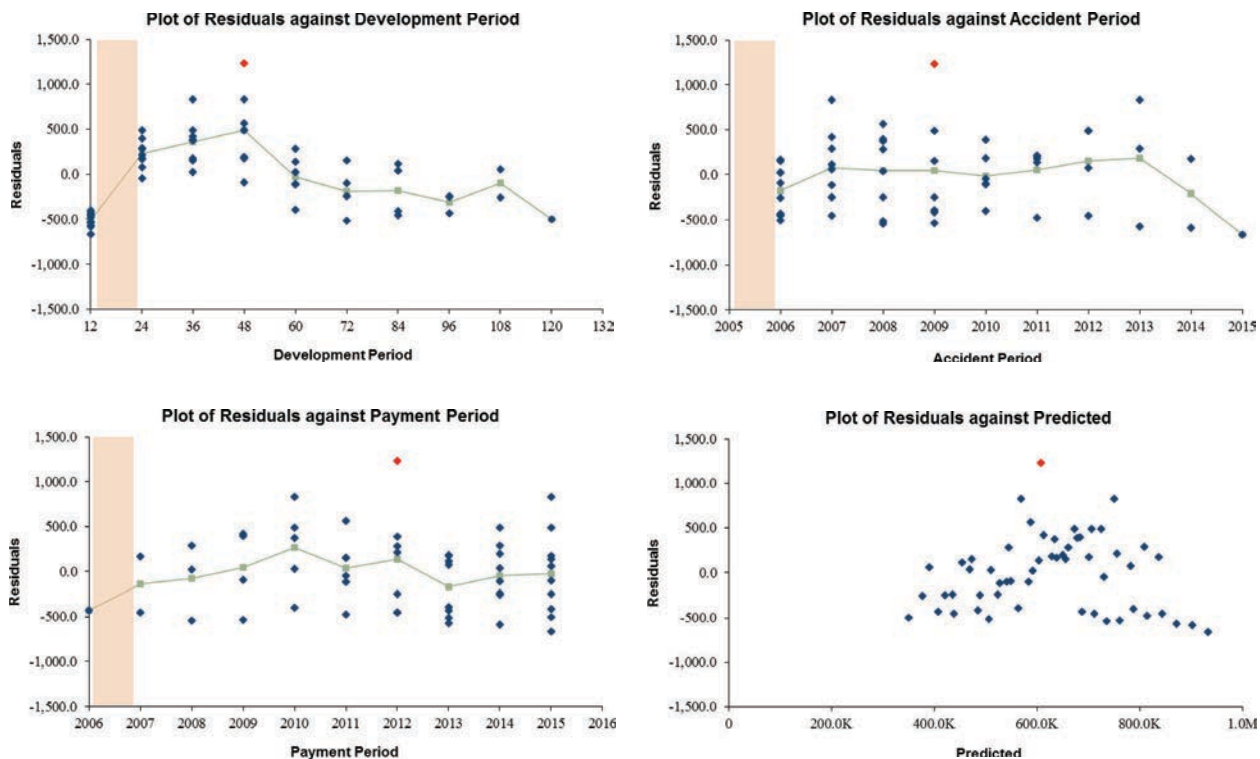 Plot of Residuals against Development Period
1,500.0
1,000.0
500.0
0.0
-500.0
-1,000.0
-1,500.0
Residuals
12 24 36 48 60 72 84 96 108 120 132
Development Period
Plot of Residuals against Accident Period
1,500.0
1,000.0
500.0
0.0
-500.0
-1,000.0
-1,500.0
Residuals
2005 2006 2007 2008 2009 2010 2011 2012 2013 2014 2015
Accident Period
Plot of Residuals against Payment Period
1,500.0
1,000.0
500.0
0.0
-500.0
-1,000.0
-1,500.0
Residuals
2006 2007 2008 2009 2010 2011 2012 2013 2014 2015 2016
Payment Period
Plot of Residuals against Predicted
1,500.0
1,000.0
500.0
0.0
-500.0
-1,000.0
-1,500.0
Residuals
0 200.0K 400.0K 600.0K 800.0K 1.0M
Predicted